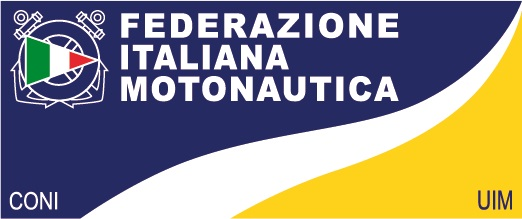 FEDERAZIONE
ITALIANA
MOTONAUTICA
CONI
UIM